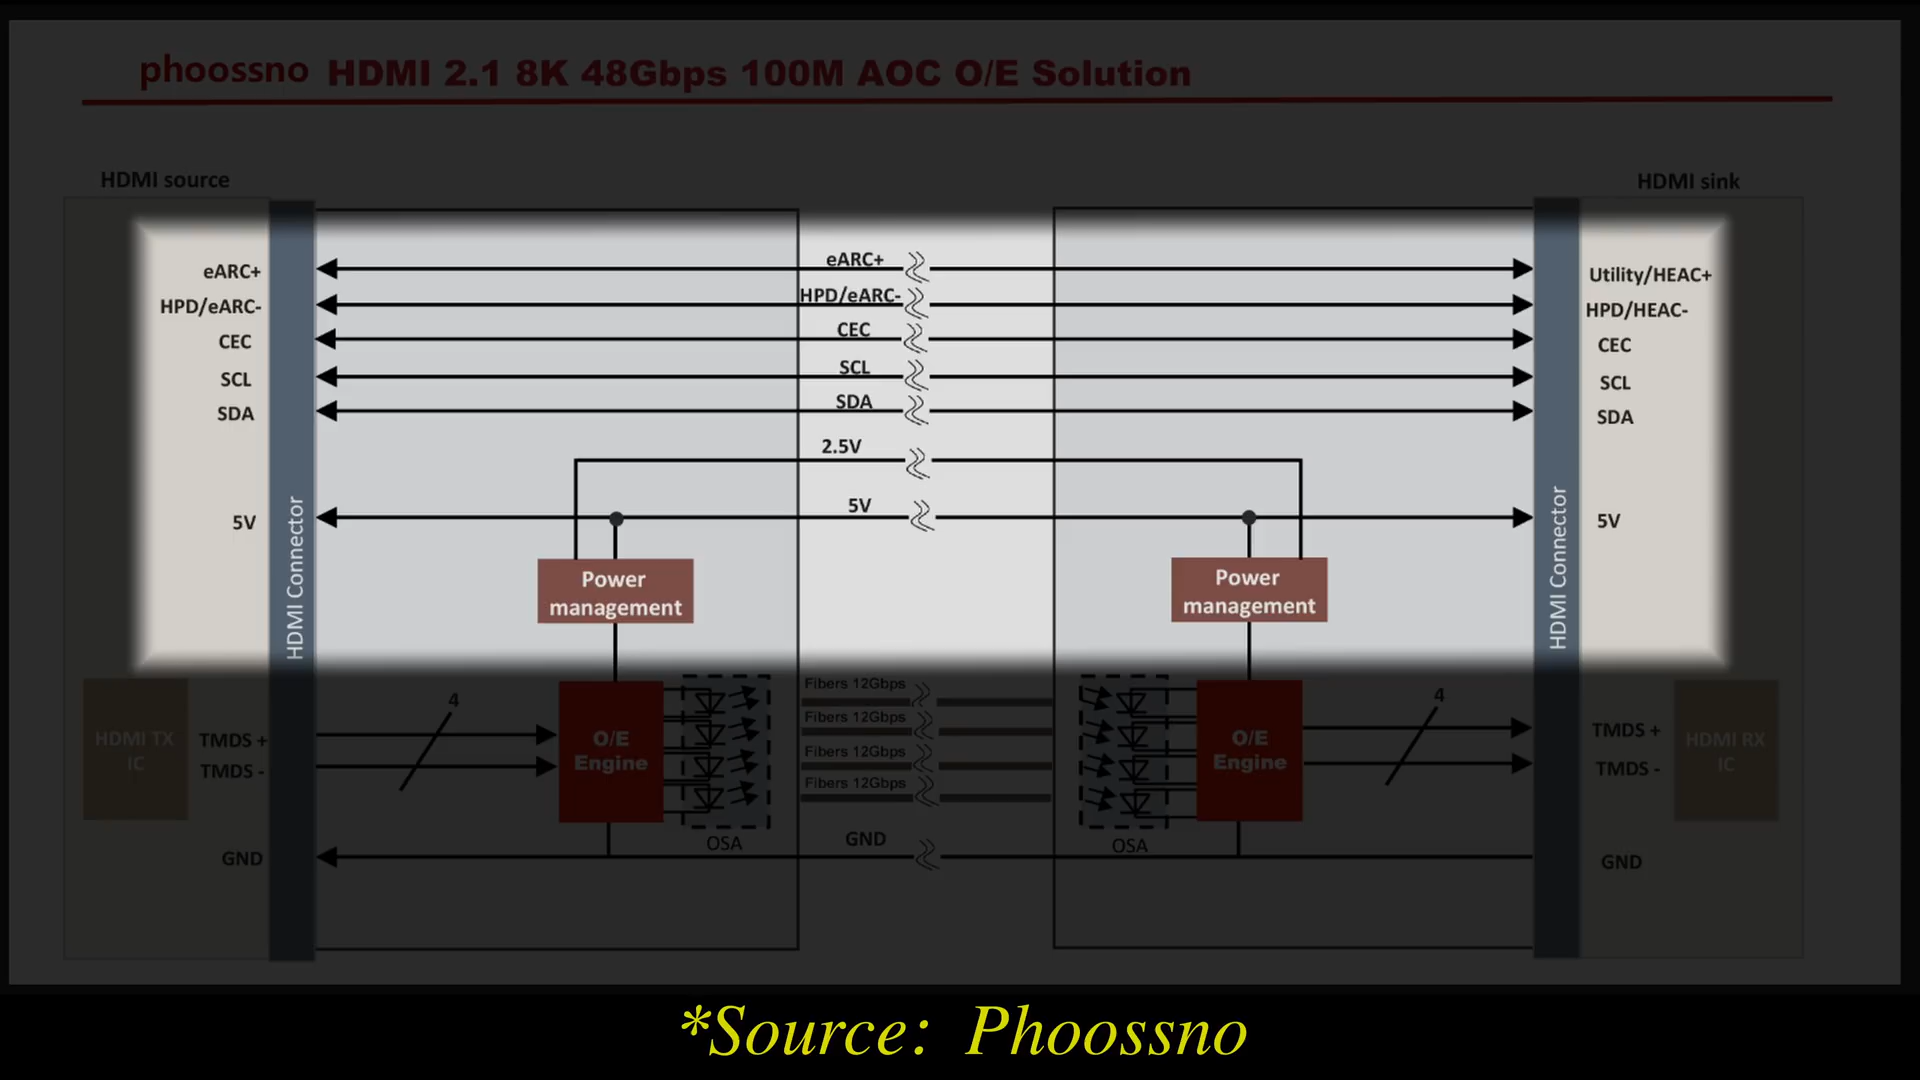 phoossno HDMI 2.1 8K 48Gbps 100M AOC O/E Solution
HDMI source
HDMI sink
eARC+
eARC+
Utility/HEAC+
HPD/eARC-
HPD/eARC-
HPD/HEAC-
CEC
CEC
CEC
SCL
SCL
SCL
SDA
SDA
SDA
2.5V
5V
5V
5V
HDMI Connector
HDMI Connector
Power
management
Power
management
Fibers 12Gbps
Fibers 12Gbps
Fibers 12Gbps
Fibers 12Gbps
4
4
HDMI TX
IC
TMDS +
TMDS -
O/E
Engine
O/E
Engine
TMDS +
TMDS -
HDMI RX
IC
OSA
OSA
GND
GND
GND
*Source: Phoossno